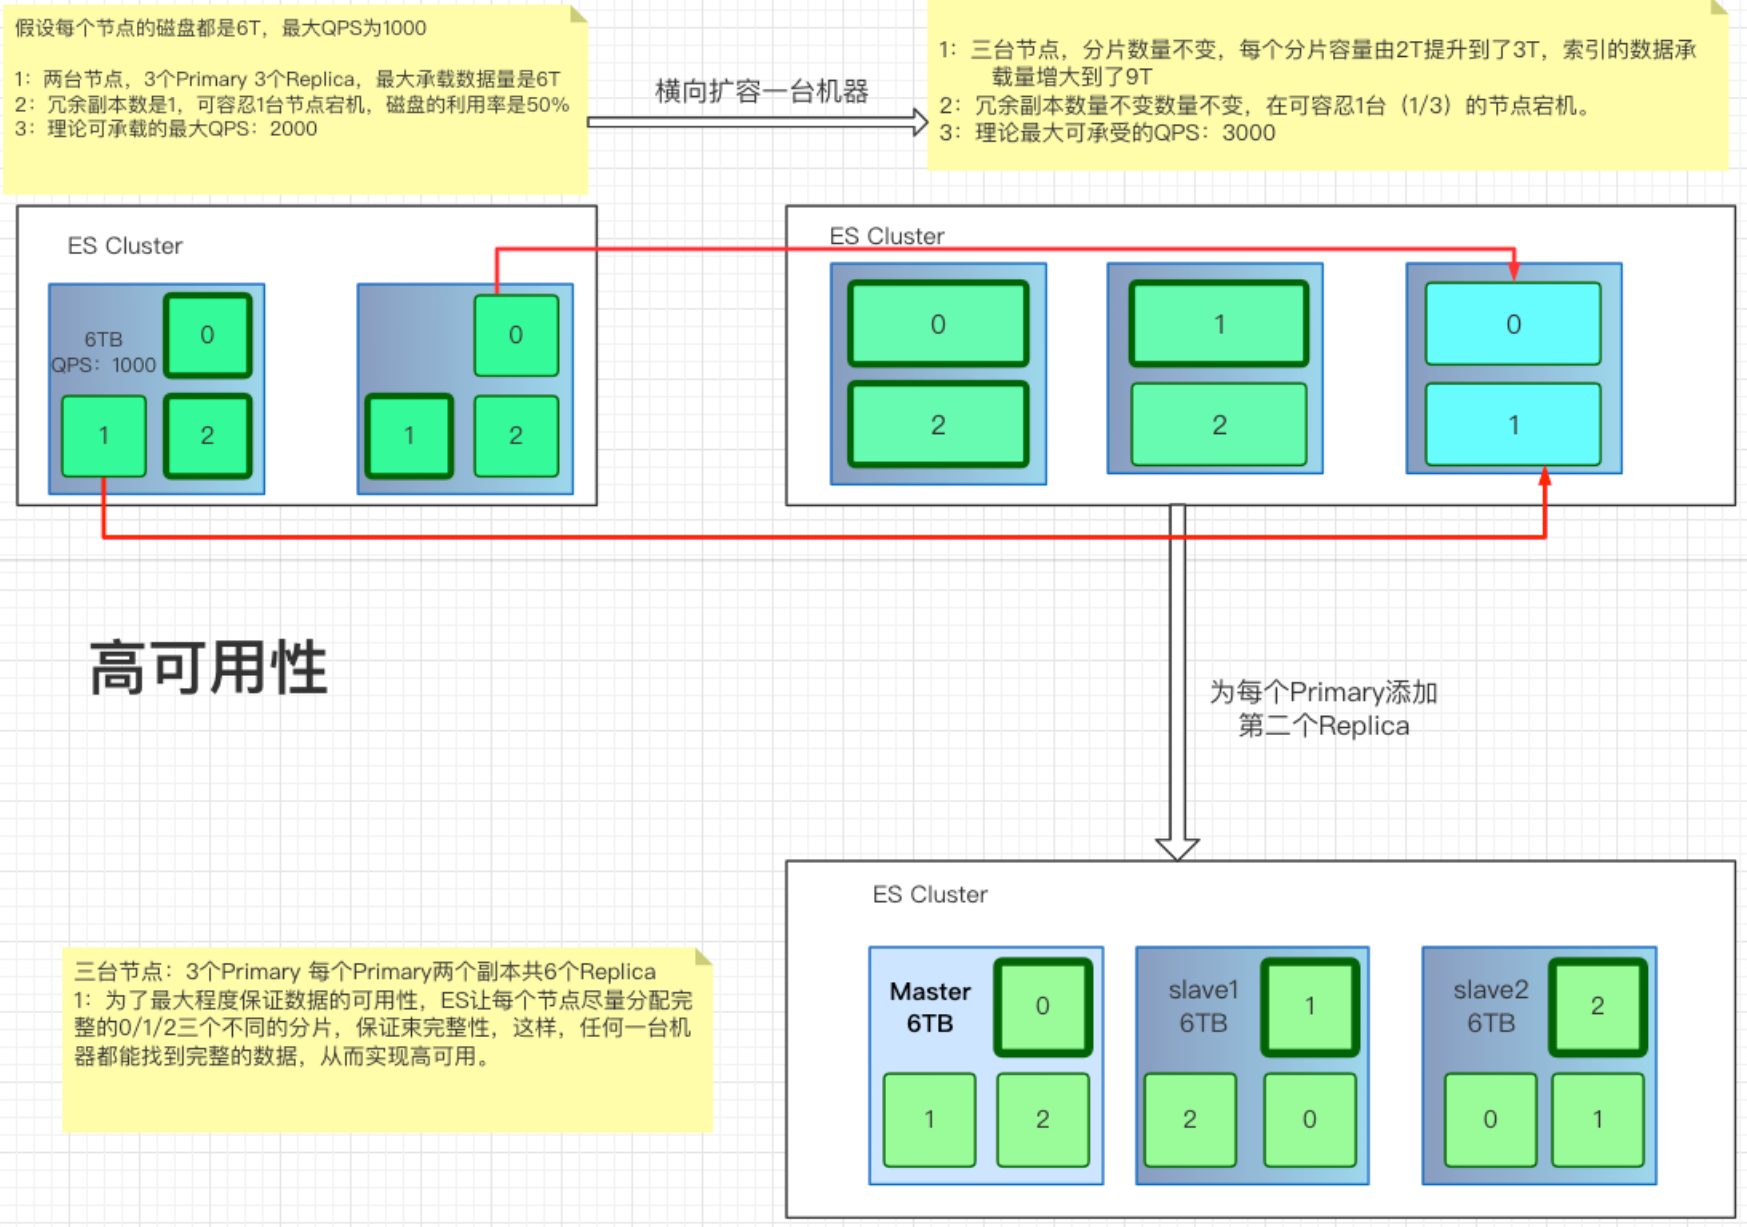 假设每个节点的磁盘都是6T，最大QPS为1000
1：两台节点，3个Primary 3个Replica，最大承载数据量是6T
2：冗余副本数是1，可容忍1台节点宕机，磁盘的利用率是50%
3：理论可承载的最大QPS：2000
横向扩容一台机器
1：三台节点，分片数量不变，每个分片容量由2T提升到了3T，索引的数据承
载量增大到了9T
2：冗余副本数量不变数量不变，在可容忍1台（1/3）的节点宕机。
3：理论最大可承受的QPS：3000
ES Cluster
6TB
QPS：1000
0
1
2
0
1
2
ES Cluster
0
2
1
2
0
1
高可用性
为每个Primary添加
第二个Replica
三台节点：3个Primary 每个Primary两个副本共6个Replica
1：为了最大程度保证数据的可用性，ES让每个节点尽量分配完
整的0/1/2三个不同的分片，保证束完整性，这样，任何一台机
器都能找到完整的数据，从而实现高可用。
ES Cluster
Master
6TB
0
1
2
slave1
6TB
1
2
0
slave2
6TB
2
0
1